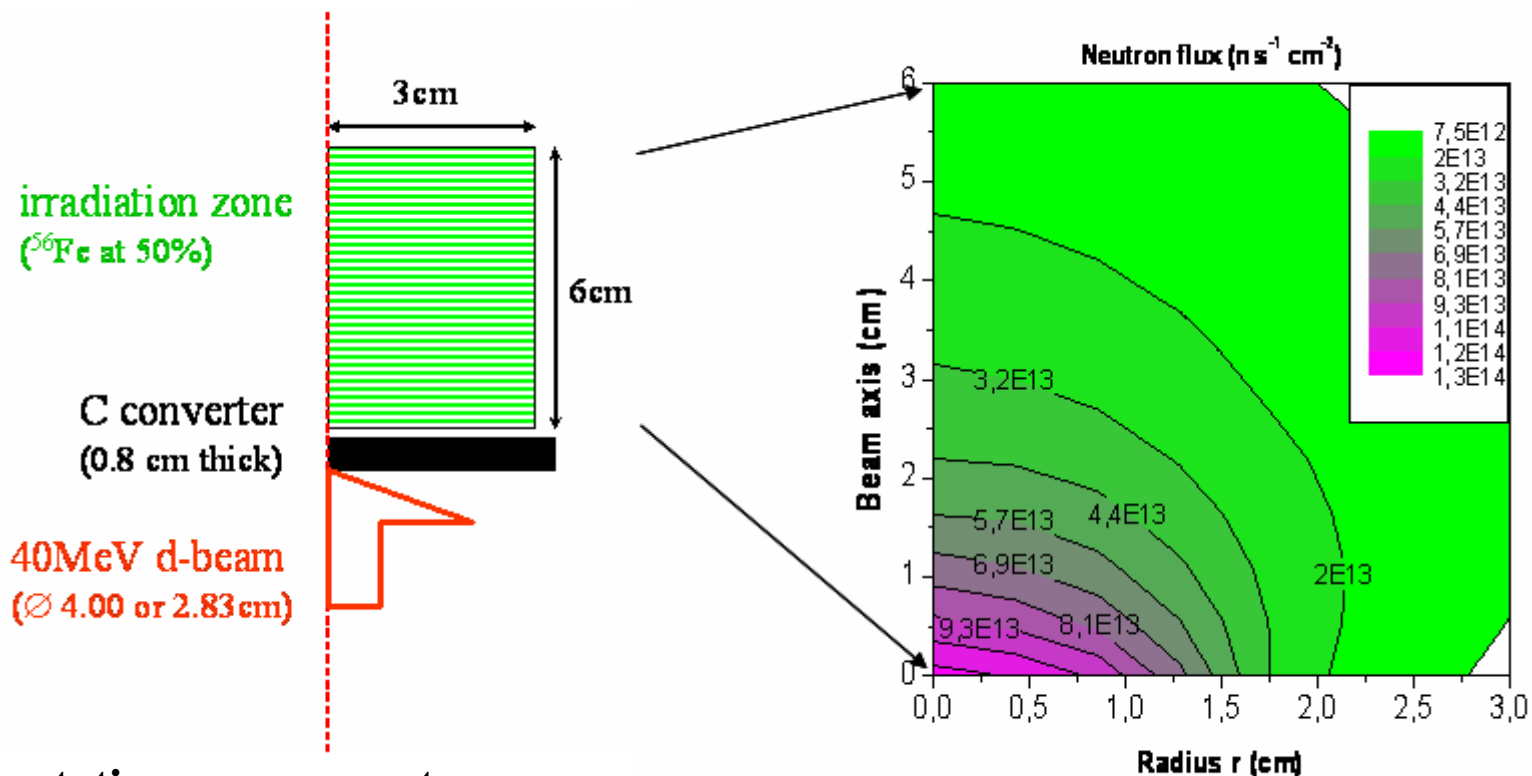 3cm
irradiation zone
(⁵⁶Fe at 50%)
6cm
C converter
(0.8 cm thick)
40MeV d-beam
(∅ 4.00 or 2.83cm)
Neutron flux (n s⁻¹ cm⁻²)
6
5
4
3
2
1
0
Beam axis (cm)
7,5E12
2E13
3,2E13
4,4E13
5,7E13
6,9E13
8,1E13
9,3E13
1,1E14
1,2E14
1,3E14
3,2E13
5,7E13
4,4E13
6,9E13
2E13
9,3E13
8,1E13
0,0
0,5
1,0
1,5
2,0
2,5
3,0
Radius r (cm)